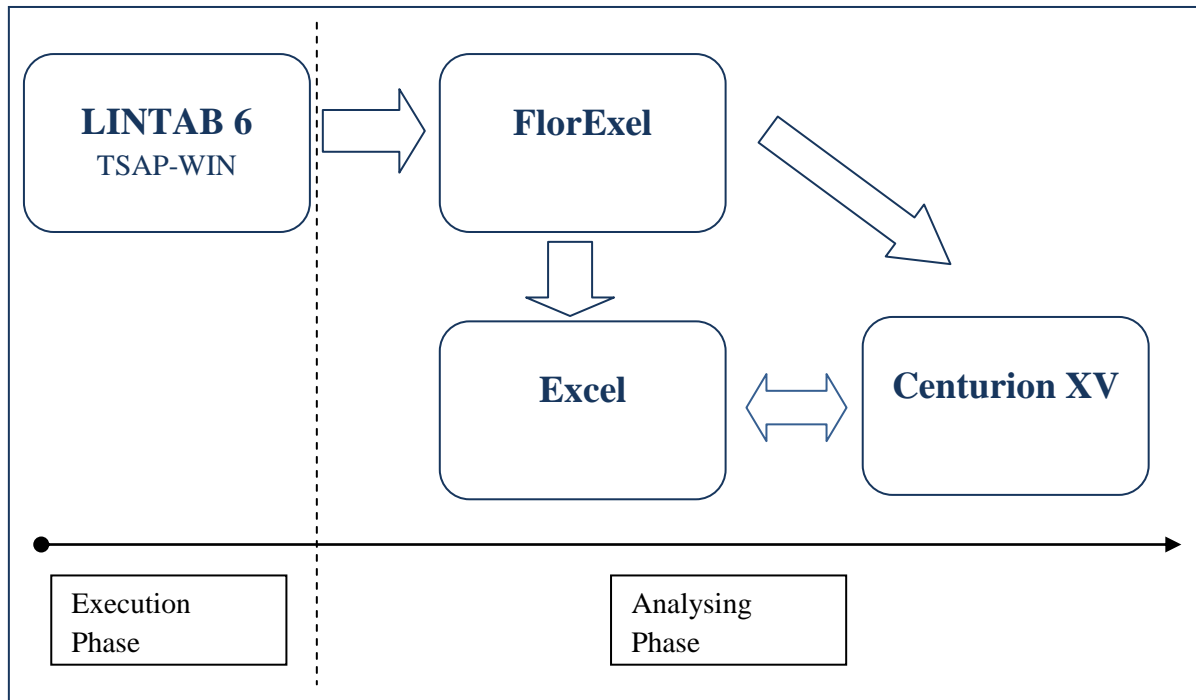 LINTAB 6
TSAP-WIN
FlorExel
Excel
Centurion XV
Execution
Phase
Analysing
Phase